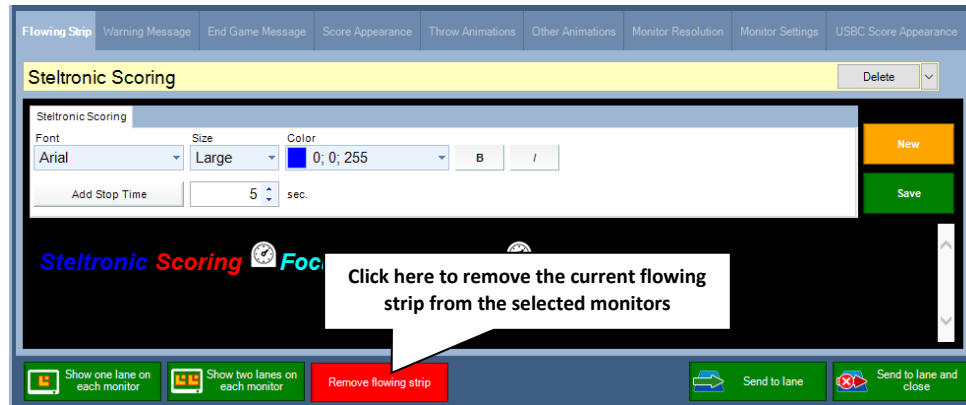 Flowing Strip Warning Message End Game Message Score Appearance Throw Animations Other Animations Monitor Resolution Monitor Settings USBC Score Appearance
Steltronic Scoring Delete
Steltronic Scoring
Font Size Color
Arial Large 0; 0; 255 B I
New
Add Stop Time 5 sec.
Save
Steltronic Scoring
Click here to remove the current flowing
strip from the selected monitors
Show one lane on
each monitor
Show two lanes on
each monitor
Remove flowing strip
Send to lane
Send to lane and
close